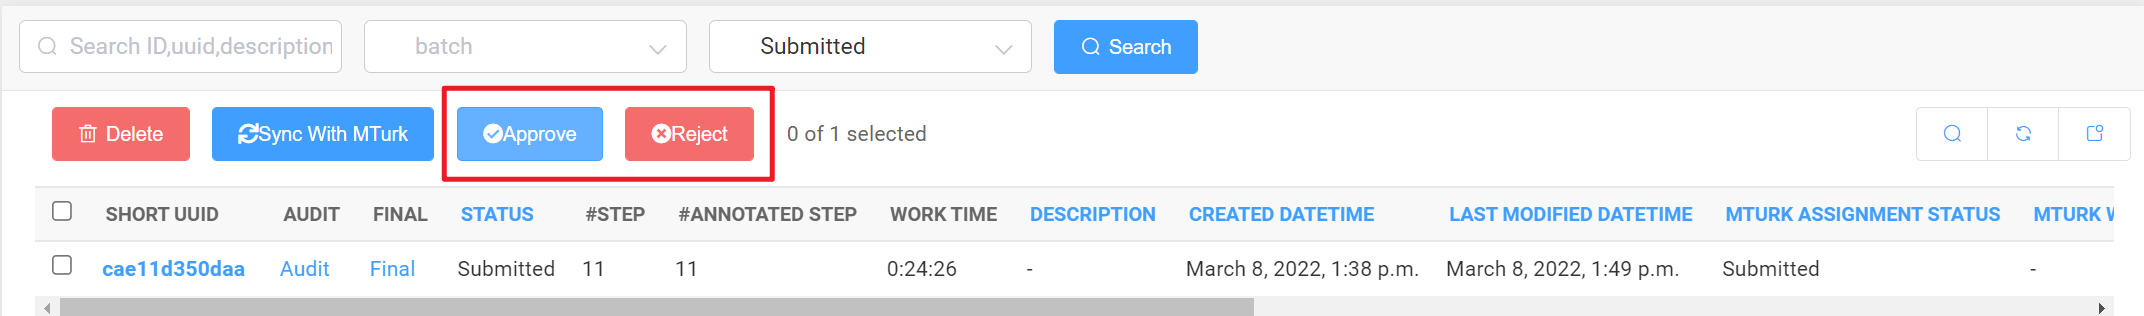 Search ID,uuid,description batch Submitted Search
Delete Sync With MTurk Approve Reject 0 of 1 selected
SHORT UUID AUDIT FINAL STATUS #STEP #ANNOTATED STEP WORK TIME DESCRIPTION CREATED DATETIME LAST MODIFIED DATETIME MTURK ASSIGNMENT STATUS MTURK
cae11d350daa Audit Final Submitted 11 11 0:24:26 - March 8, 2022, 1:38 p.m. March 8, 2022, 1:49 p.m. Submitted -